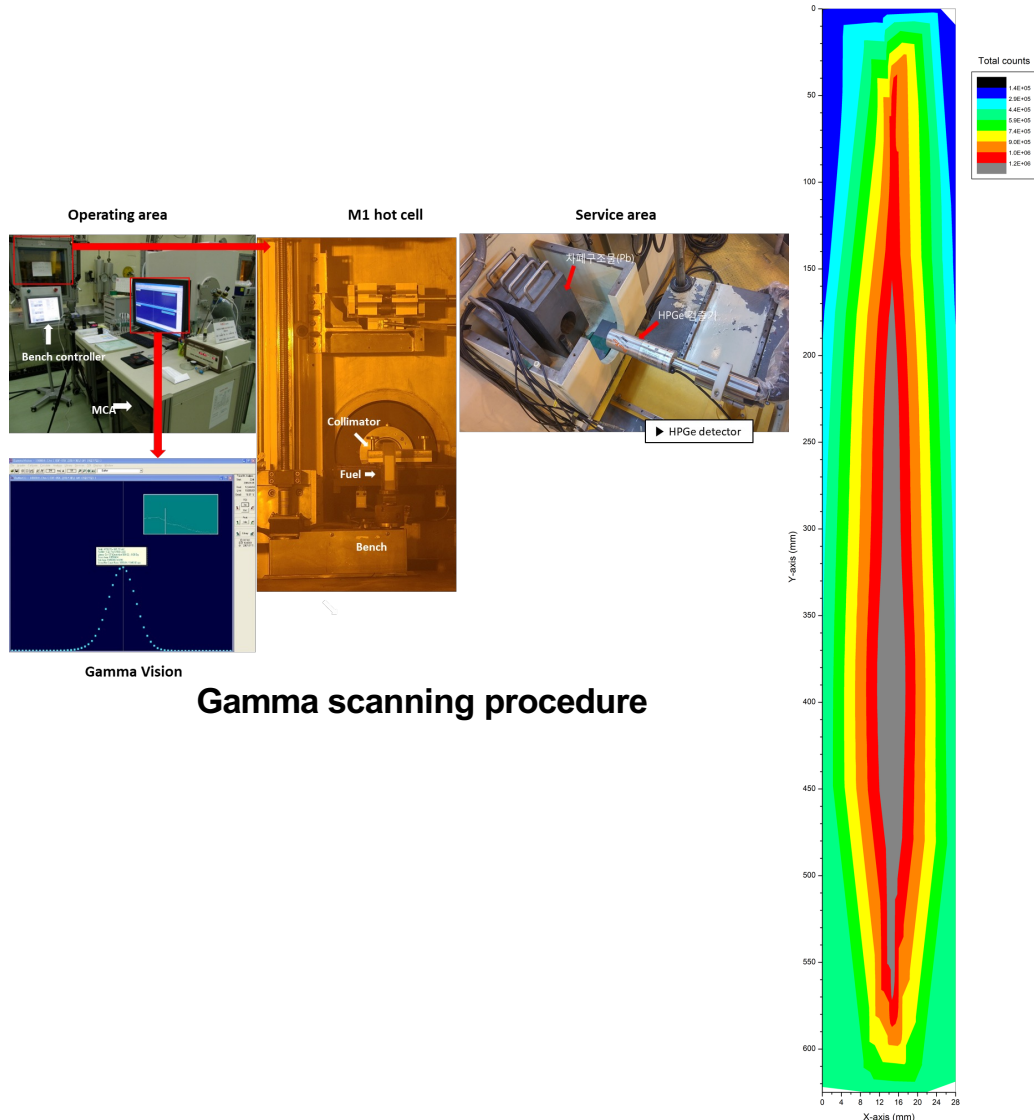 Operating area
M1 hot cell
Service area
Bench controller
MCA
Collimator
Fuel
Bench
차폐구조물(Pb)
HPGe 검출기
▶ HPGe detector
Gamma Vision
Gamma scanning procedure
Total counts
1.4E+05
2.9E+05
4.4E+05
5.9E+05
7.4E+05
9.0E+05
1.0E+06
1.2E+06
Y-axis (mm)
0
50
100
150
200
250
300
350
400
450
500
550
600
0 4 8 12 16 20 24 28
X-axis (mm)